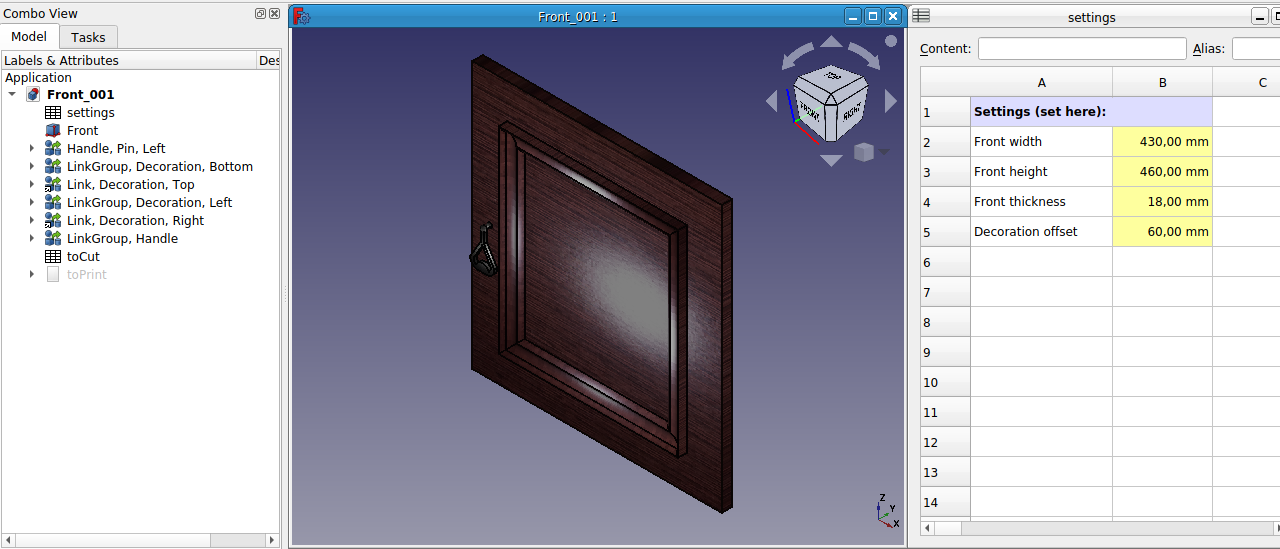 Combo View
Model
Tasks
Labels & Attributes
Des
Application
Front_001
settings
Front
Handle, Pin, Left
LinkGroup, Decoration, Bottom
Link, Decoration, Top
LinkGroup, Decoration, Left
Link, Decoration, Right
LinkGroup, Handle
toCut
toPrint
Front_001 : 1
TOP
FRONT
RIGHT
Z
Y
X
settings
Content:
Alias:
A B C
1 Settings (set here):
2 Front width 430,00 mm
3 Front height 460,00 mm
4 Front thickness 18,00 mm
5 Decoration offset 60,00 mm
6
7
8
9
10
11
12
13
14